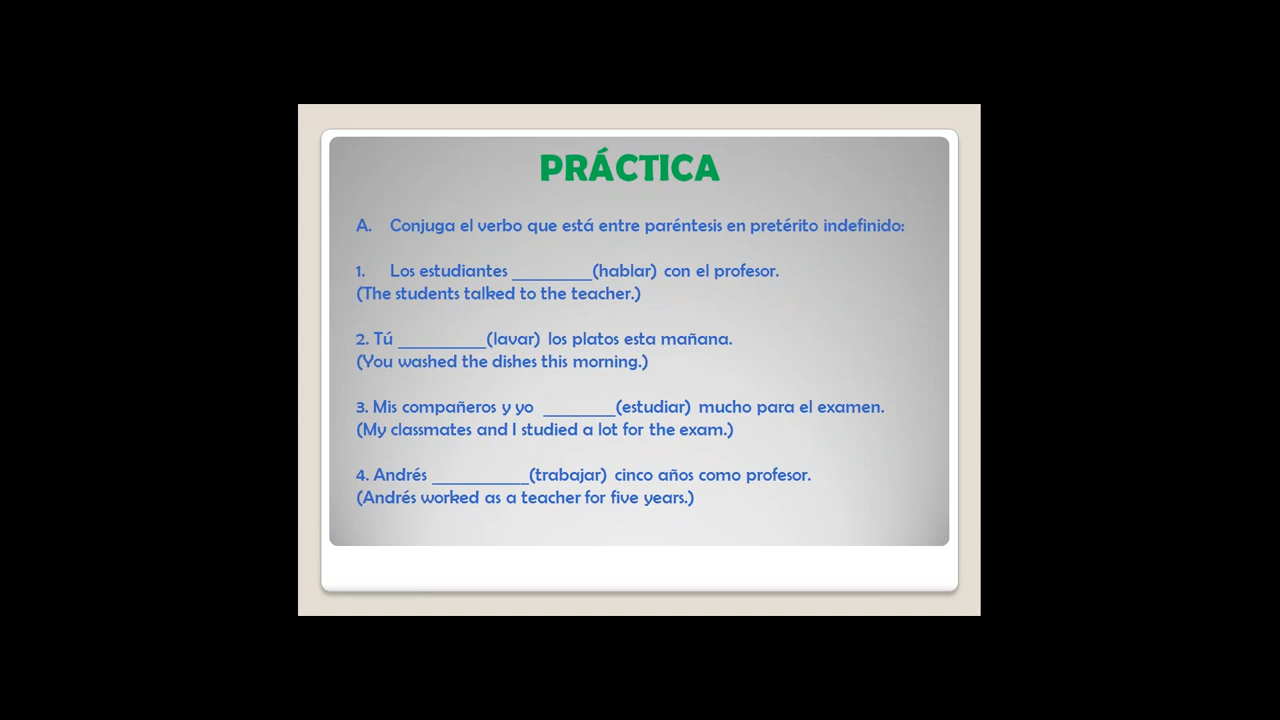 PRÁCTICA
A. Conjuga el verbo que está entre paréntesis en pretérito indefinido:
1. Los estudiantes _________(hablar) con el profesor.
(The students talked to the teacher.)
2. Tú __________(lavar) los platos esta mañana.
(You washed the dishes this morning.)
3. Mis compañeros y yo ________(estudiar) mucho para el examen.
(My classmates and I studied a lot for the exam.)
4. Andrés ___________(trabajar) cinco años como profesor.
(Andrés worked as a teacher for five years.)